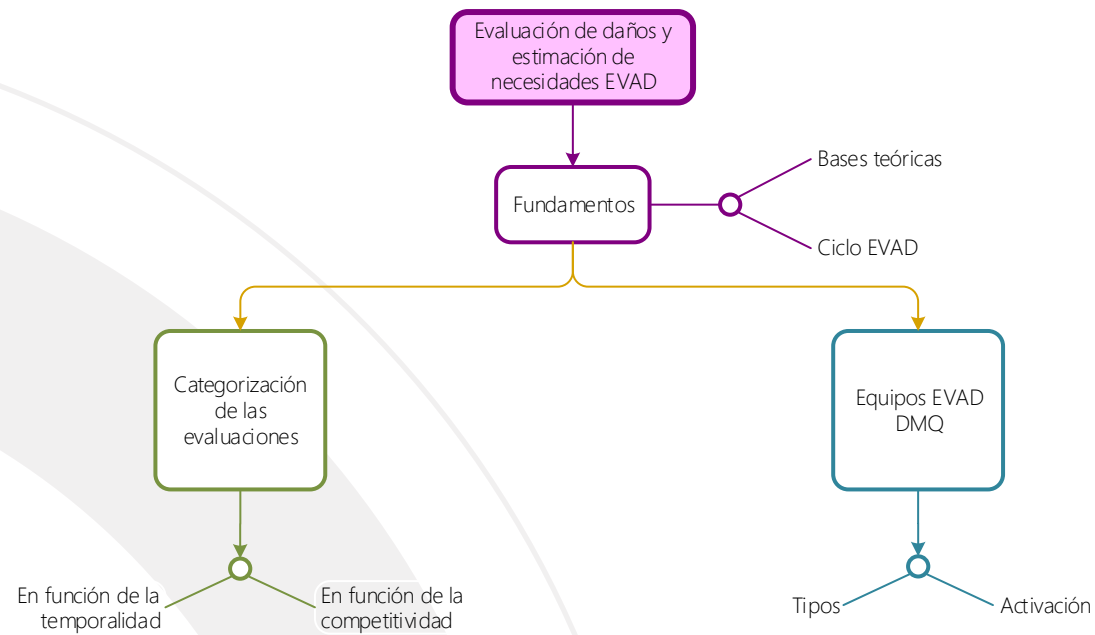 Evaluación de daños y
estimación de
necesidades EVAD
Bases teóricas
Fundamentos
Ciclo EVAD
Categorización
de las
evaluaciones
Equipos EVAD
DMQ
En función de la
temporalidad
En función de la
competitividad
Tipos
Activación